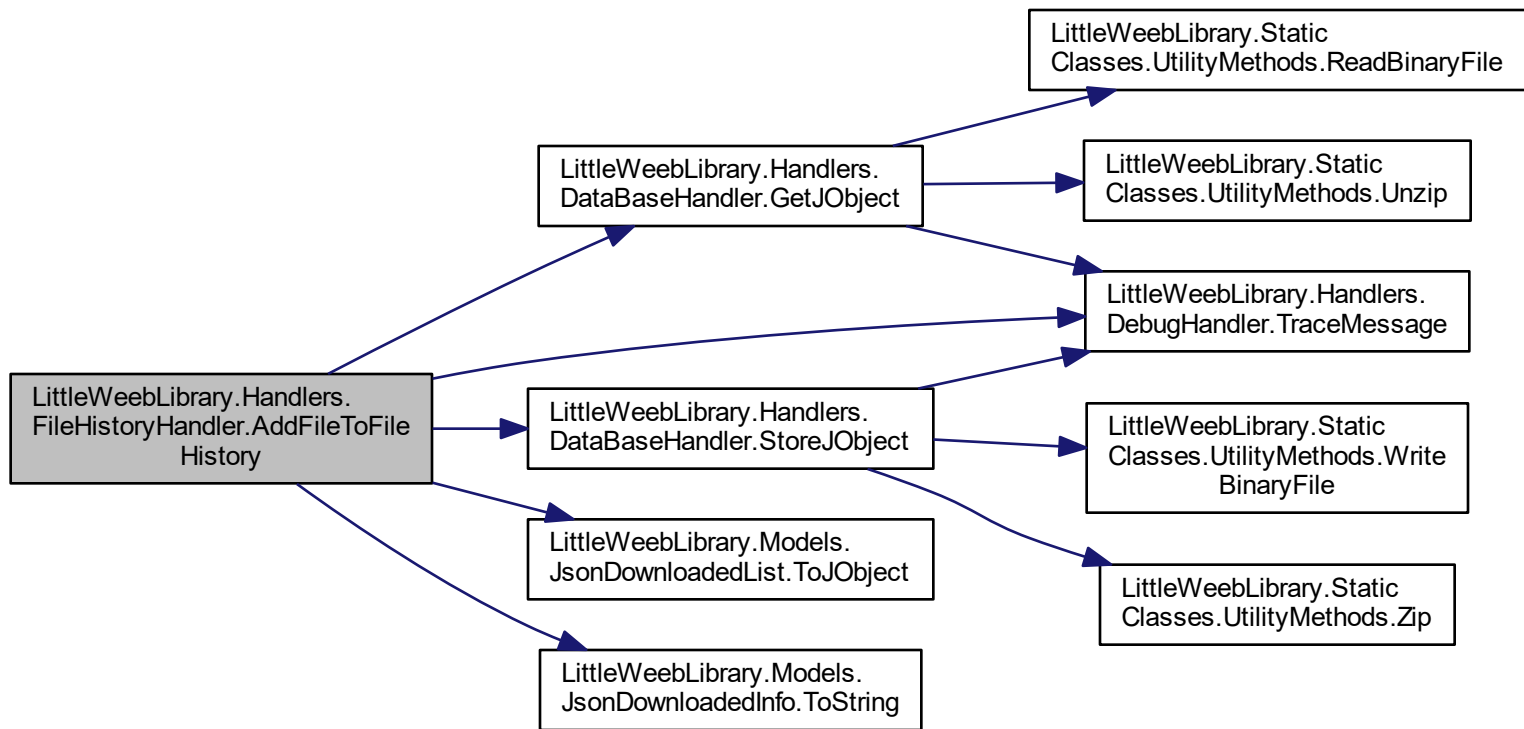 LittleWeebLibrary.Static
Classes.UtilityMethods.ReadBinaryFile
LittleWeebLibrary.Handlers.
DataBaseHandler.GetJObject
LittleWeebLibrary.Static
Classes.UtilityMethods.Unzip
LittleWeebLibrary.Handlers.
DebugHandler.TraceMessage
LittleWeebLibrary.Handlers.
FileHistoryHandler.AddFileToFile
History
LittleWeebLibrary.Handlers.
DataBaseHandler.StoreJObject
LittleWeebLibrary.Static
Classes.UtilityMethods.Write
BinaryFile
LittleWeebLibrary.Models.
JsonDownloadedList.ToJObject
LittleWeebLibrary.Static
Classes.UtilityMethods.Zip
LittleWeebLibrary.Models.
JsonDownloadedInfo.ToString